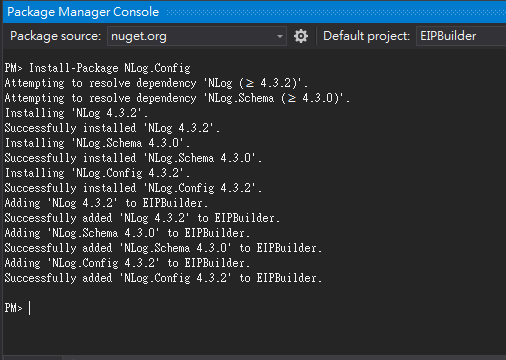 Package Manager Console
Package source: nuget.org Default project: EIPBuilder
PM> Install-Package NLog.Config
Attempting to resolve dependency 'NLog (≥ 4.3.2)'.
Attempting to resolve dependency 'NLog.Schema (≥ 4.3.0)'.
Installing 'NLog 4.3.2'.
Successfully installed 'NLog 4.3.2'.
Installing 'NLog.Schema 4.3.0'.
Successfully installed 'NLog.Schema 4.3.0'.
Installing 'NLog.Config 4.3.2'.
Successfully installed 'NLog.Config 4.3.2'.
Adding 'NLog 4.3.2' to EIPBuilder.
Successfully added 'NLog 4.3.2' to EIPBuilder.
Adding 'NLog.Schema 4.3.0' to EIPBuilder.
Successfully added 'NLog.Schema 4.3.0' to EIPBuilder.
Adding 'NLog.Config 4.3.2' to EIPBuilder.
Successfully added 'NLog.Config 4.3.2' to EIPBuilder.
PM>